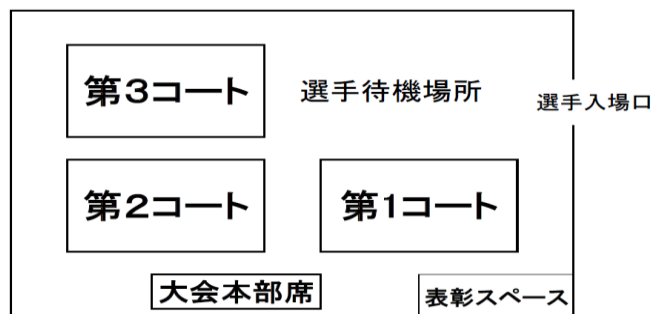 第3コート
選手待機場所
選手入場口
第2コート
第1コート
大会本部席
表彰スペース